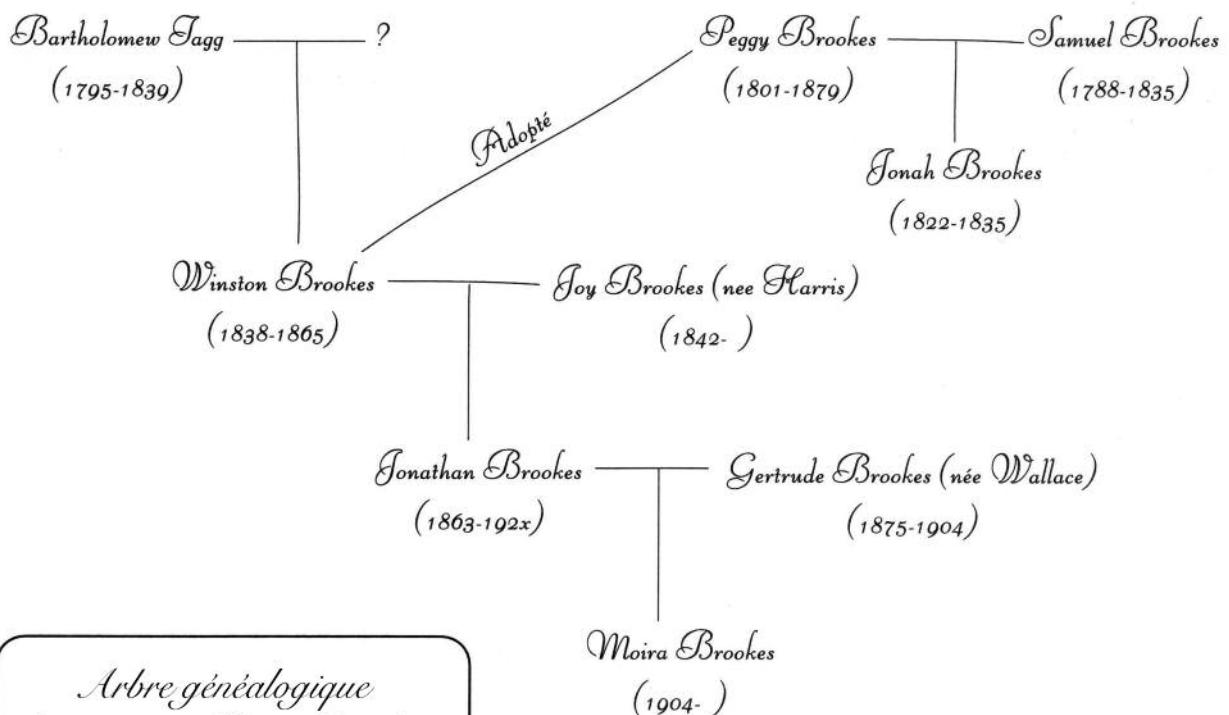 Bartholomew Tagg ?
(1795-1839)
Peggy Brookes Samuel Brookes
(1801-1879) (1788-1835)
Adopté
Jonah Brookes
(1822-1835)
Winston Brookes Joy Brookes (nee Harris)
(1838-1865) (1842- )
Jonathan Brookes Gertrude Brookes (née Wallace)
(1863-192x) (1875-1904)
Moira Brookes
(1904- )
Arbre généalogique